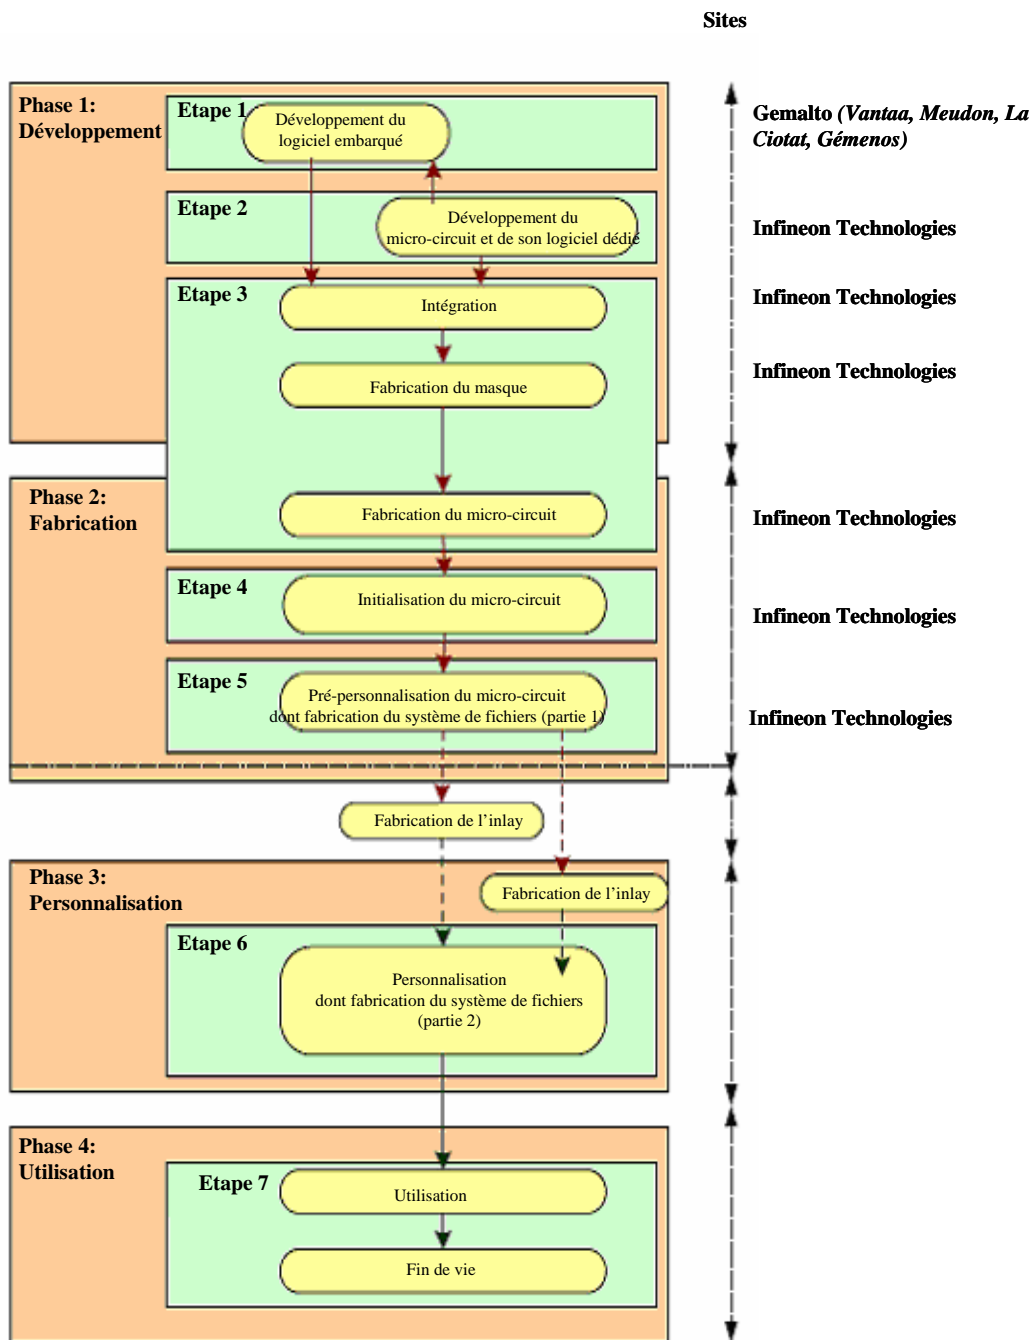 Sites
Phase 1:
Développement
Etape 1
Développement du
logiciel embarqué
Gemalto (Vantaa, Meudon, La
Ciotat, Gémenos)
Etape 2
Développement du
micro-circuit et de son logiciel dédié
Infineon Technologies
Etape 3
Intégration
Infineon Technologies
Fabrication du masque
Infineon Technologies
Phase 2:
Fabrication
Fabrication du micro-circuit
Infineon Technologies
Etape 4
Initialisation du micro-circuit
Infineon Technologies
Etape 5
Pré-personnalisation du micro-circuit
dont fabrication du système de fichiers (partie 1)
Infineon Technologies
Fabrication de l’inlay
Phase 3:
Personnalisation
Fabrication de l’inlay
Etape 6
Personnalisation
dont fabrication du système de fichiers
(partie 2)
Phase 4:
Utilisation
Etape 7
Utilisation
Fin de vie